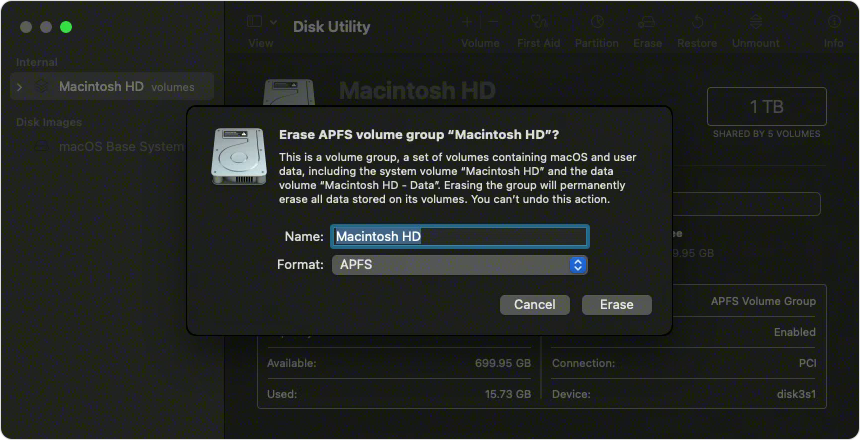 View
Disk Utility
Volume
First Aid
Partition
Erase
Restore
Unmount
Info
Internal
Macintosh HD volumes
Disk Images
macOS Base System
Macintosh HD
1 TB
SHARED BY 5 VOLUMES
Erase APFS volume group “Macintosh HD”?
This is a volume group, a set of volumes containing macOS and user
data, including the system volume “Macintosh HD” and the data
volume “Macintosh HD - Data”. Erasing the group will permanently
erase all data stored on its volumes. You can’t undo this action.
Name: Macintosh HD
Format: APFS
Cancel
Erase
9.95 GB
APFS Volume Group
Enabled
Available: 699.95 GB
Connection: PCI
Used: 15.73 GB
Device: disk3s1